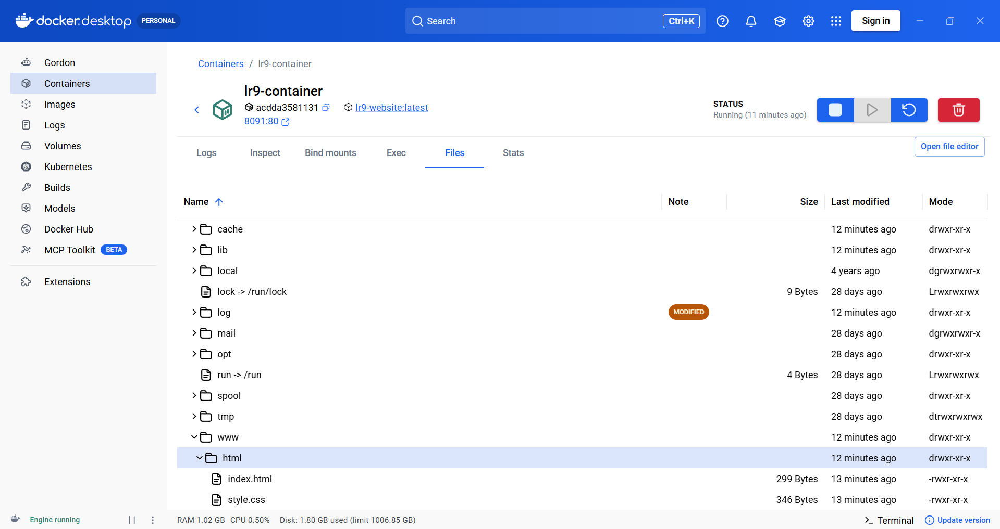 docker.desktop PERSONAL Search Ctrl+K Sign in
Gordon
Containers
Images
Logs
Volumes
Kubernetes
Builds
Models
Docker Hub
MCP Toolkit BETA
Extensions
Containers / lr9-container
lr9-container
acdda3581131 lr9-website:latest
8091:80
STATUS
Running (11 minutes ago)
Logs Inspect Bind mounts Exec Files Stats
Open file editor
Name Note Size Last modified Mode
cache 12 minutes ago drwxr-xr-x
lib 12 minutes ago drwxr-xr-x
local 4 years ago dgrwxrwxr-x
lock -> /run/lock 9 Bytes 28 days ago Lrwxrwxrwx
log MODIFIED 12 minutes ago drwxr-xr-x
mail 28 days ago dgrwxrwxr-x
opt 28 days ago drwxr-xr-x
run -> /run 4 Bytes 28 days ago Lrwxrwxrwx
spool 28 days ago drwxr-xr-x
tmp 28 days ago dtrwxrwxrwx
www 12 minutes ago drwxr-xr-x
html 12 minutes ago drwxr-xr-x
index.html 299 Bytes 13 minutes ago -rwxr-xr-x
style.css 346 Bytes 13 minutes ago -rwxr-xr-x
Engine running RAM 1.02 GB CPU 0.50% Disk: 1.80 GB used (limit 1006.85 GB) Terminal Update version